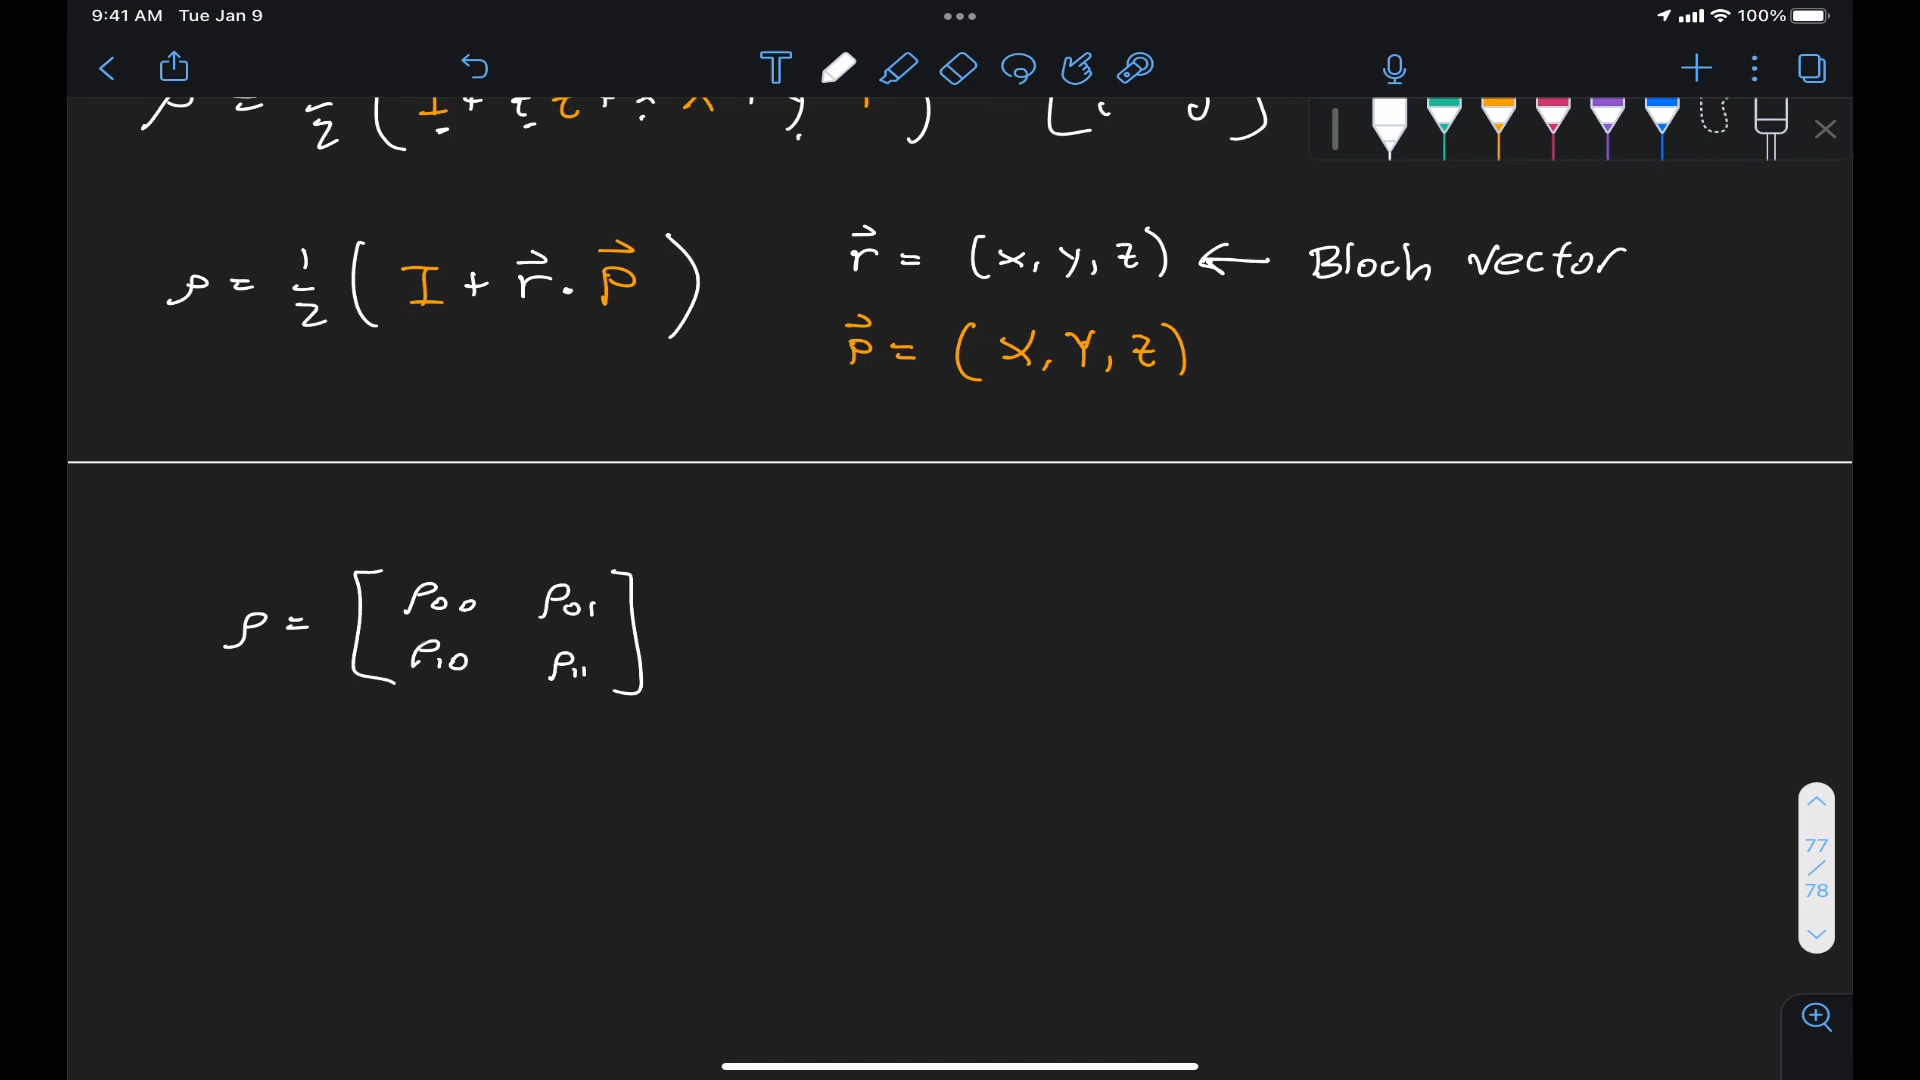 9:41 AM Tue Jan 9 100%
ρ = 1/2 ( I + r⃗ · P⃗ ) r⃗ = (x, y, z) ← Bloch vector
P⃗ = (X, Y, Z)
ρ = [ ρ00 ρ01
ρ10 ρ11 ]
77
/
78